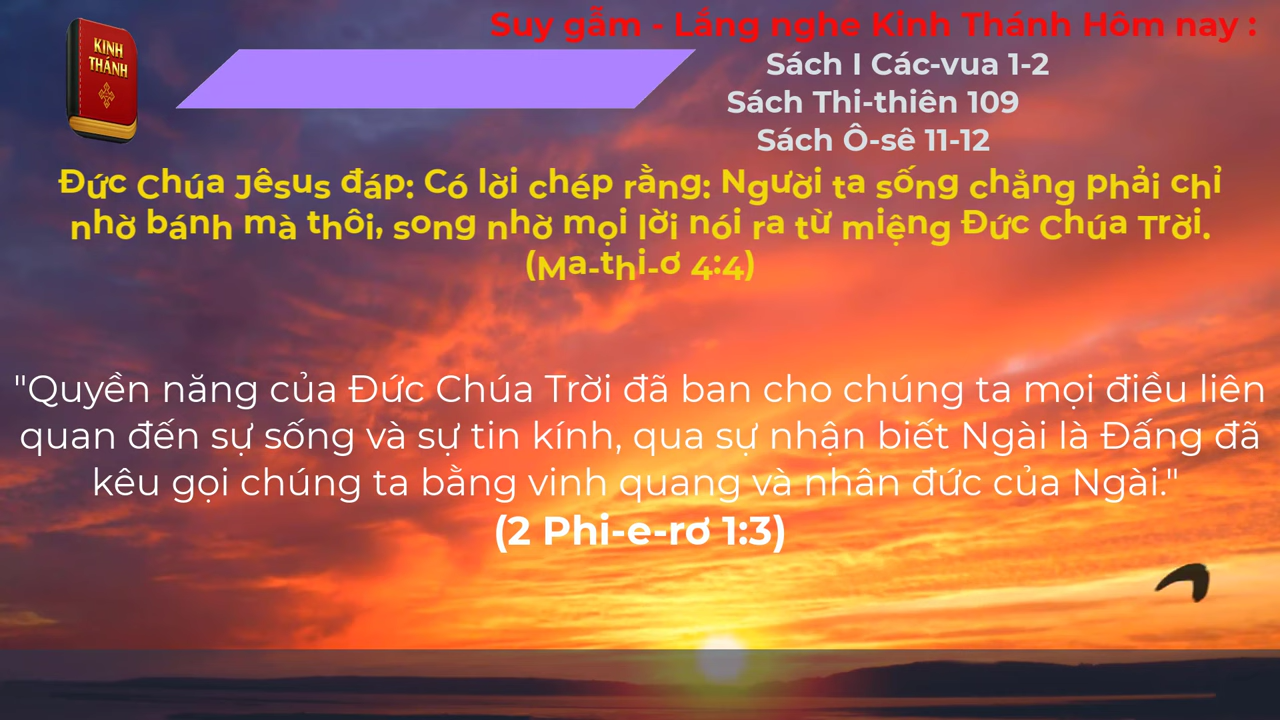 KINH
THÁNH
Suy gẫm - Lắng nghe Kinh Thánh Hôm nay :
Sách I Các-vua 1-2
Sách Thi-thiên 109
Sách Ô-sê 11-12
Đức Chúa Jêsus đáp: Có lời chép rằng: Người ta sống chẳng phải chỉ
nhờ bánh mà thôi, song nhờ mọi lời nói ra từ miệng Đức Chúa Trời.
(Ma-thi-ơ 4:4)
"Quyền năng của Đức Chúa Trời đã ban cho chúng ta mọi điều liên
quan đến sự sống và sự tin kính, qua sự nhận biết Ngài là Đấng đã
kêu gọi chúng ta bằng vinh quang và nhân đức của Ngài."
(2 Phi-e-rơ 1:3)